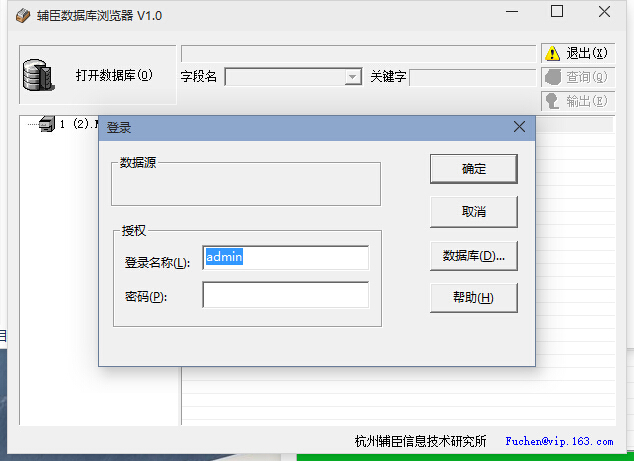 辅臣数据库浏览器 V1.0
打开数据库(O)
字段名
关键字
退出(X)
查询(Q)
输出(E)
1 (2).M
登录
数据源
授权
登录名称(L):
admin
密码(P):
确定
取消
数据库(D)...
帮助(H)
杭州辅臣信息技术研究所 Fuchen@vip.163.com